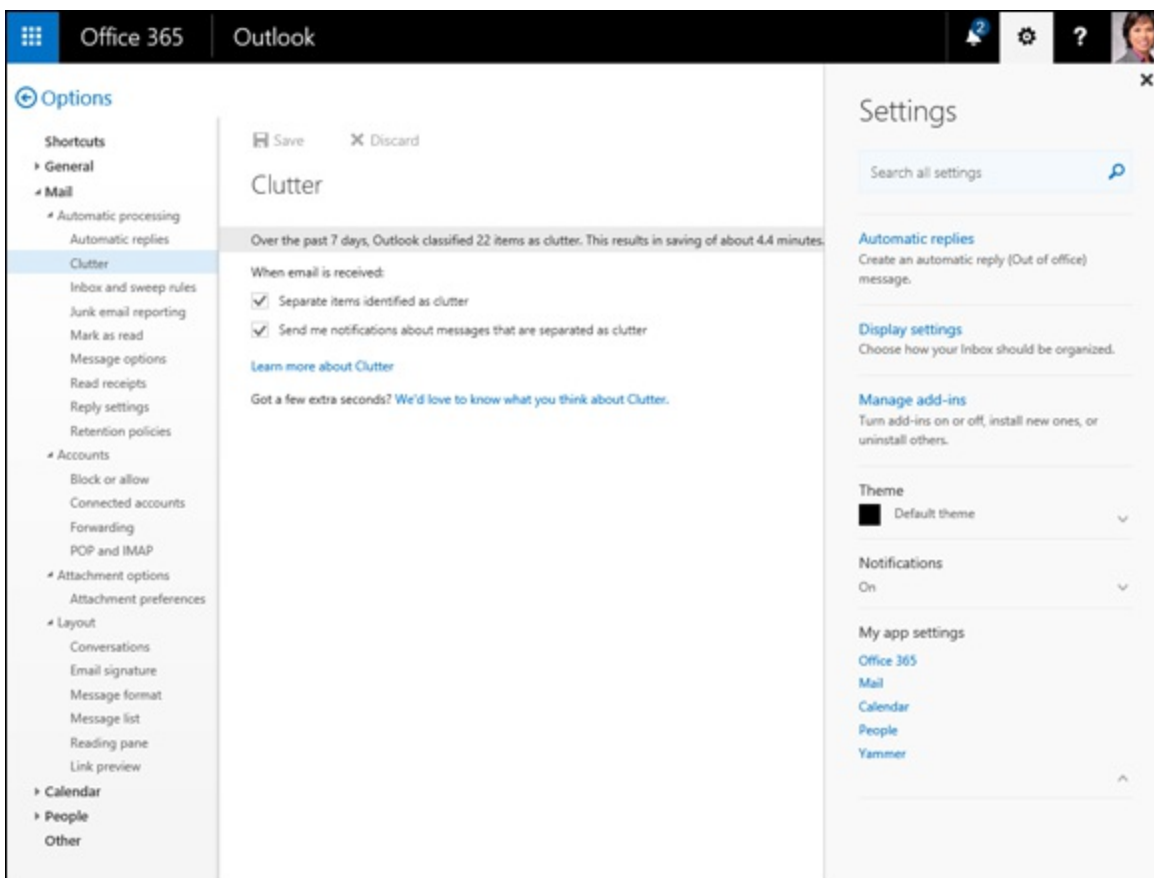 Office 365
Outlook
2
?
Options
Shortcuts
General
Mail
Automatic processing
Automatic replies
Clutter
Inbox and sweep rules
Junk email reporting
Mark as read
Message options
Read receipts
Reply settings
Retention policies
Accounts
Block or allow
Connected accounts
Forwarding
POP and IMAP
Attachment options
Attachment preferences
Layout
Conversations
Email signature
Message format
Message list
Reading pane
Link preview
Calendar
People
Other
Save
Discard
Clutter
Over the past 7 days, Outlook classified 22 items as clutter. This results in saving of about 4.4 minutes.
When email is received:
Separate items identified as clutter
Send me notifications about messages that are separated as clutter
Learn more about Clutter
Got a few extra seconds? We'd love to know what you think about Clutter.
Settings
Search all settings
Automatic replies
Create an automatic reply (Out of office)
message.
Display settings
Choose how your Inbox should be organized.
Manage add-ins
Turn add-ins on or off, install new ones, or
uninstall others.
Theme
Default theme
Notifications
On
My app settings
Office 365
Mail
Calendar
People
Yammer